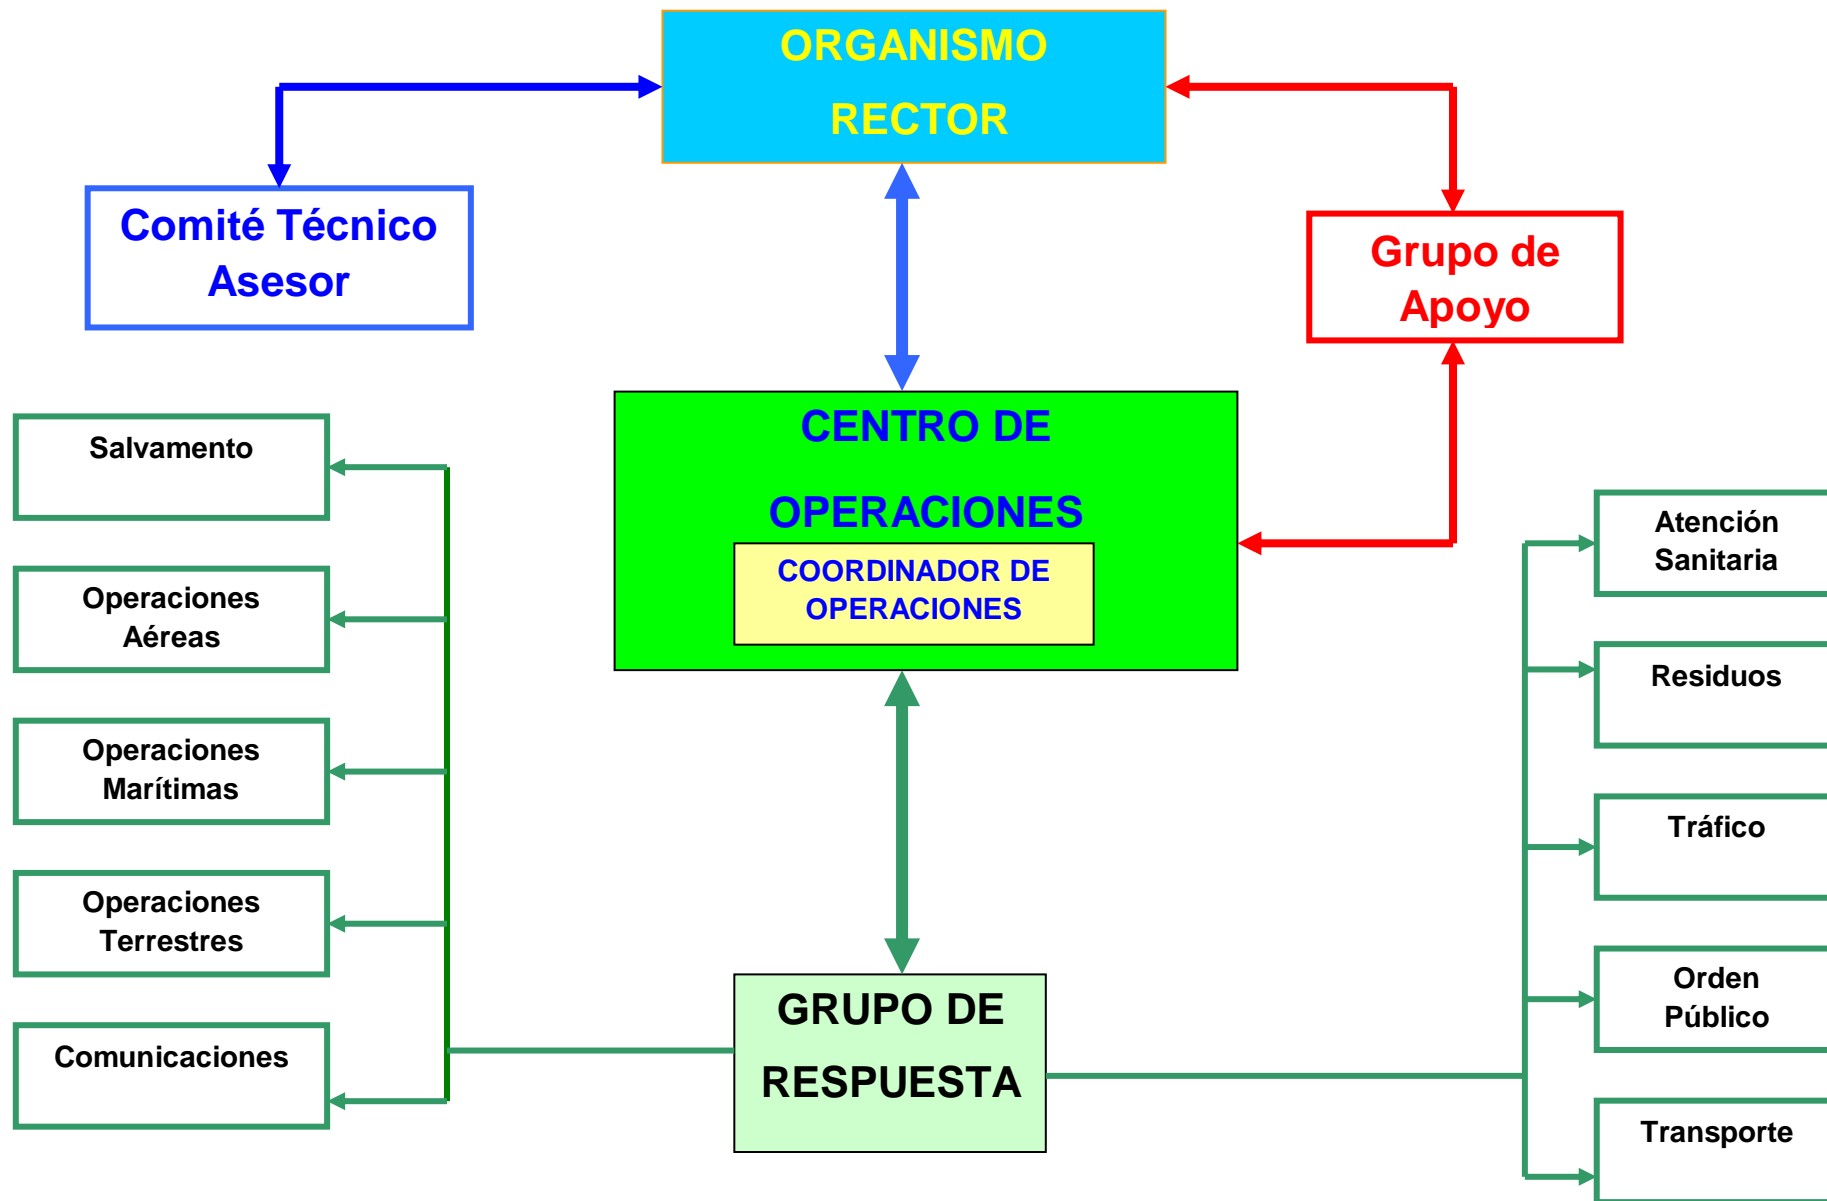 ORGANISMO
RECTOR
Comité Técnico
Asesor
Grupo de
Apoyo
CENTRO DE
OPERACIONES
COORDINADOR DE
OPERACIONES
Salvamento
Operaciones
Aéreas
Operaciones
Marítimas
Operaciones
Terrestres
Comunicaciones
GRUPO DE
RESPUESTA
Atención
Sanitaria
Residuos
Tráfico
Orden
Público
Transporte